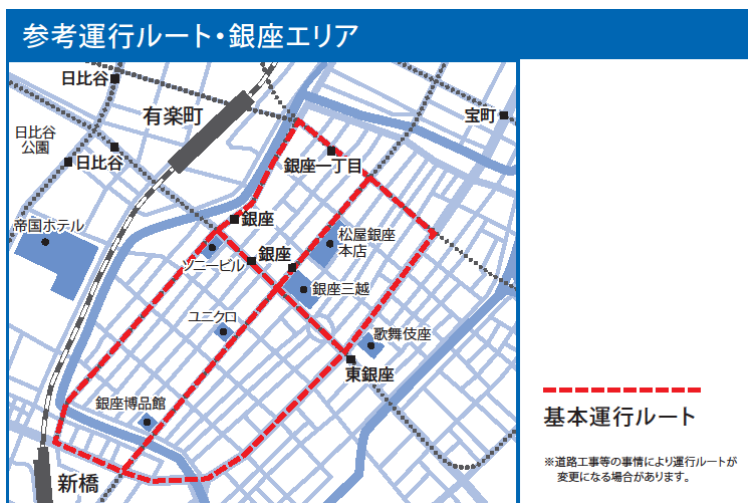 参考運行ルート・銀座エリア
日比谷
有楽町
宝町
日比谷
公園
日比谷
銀座一丁目
帝国ホテル
銀座
松屋銀座
本店
銀座
ソニービル
銀座三越
ユニクロ
歌舞伎座
東銀座
銀座博品館
新橋
基本運行ルート
※道路工事等の事情により運行ルートが
変更になる場合があります。